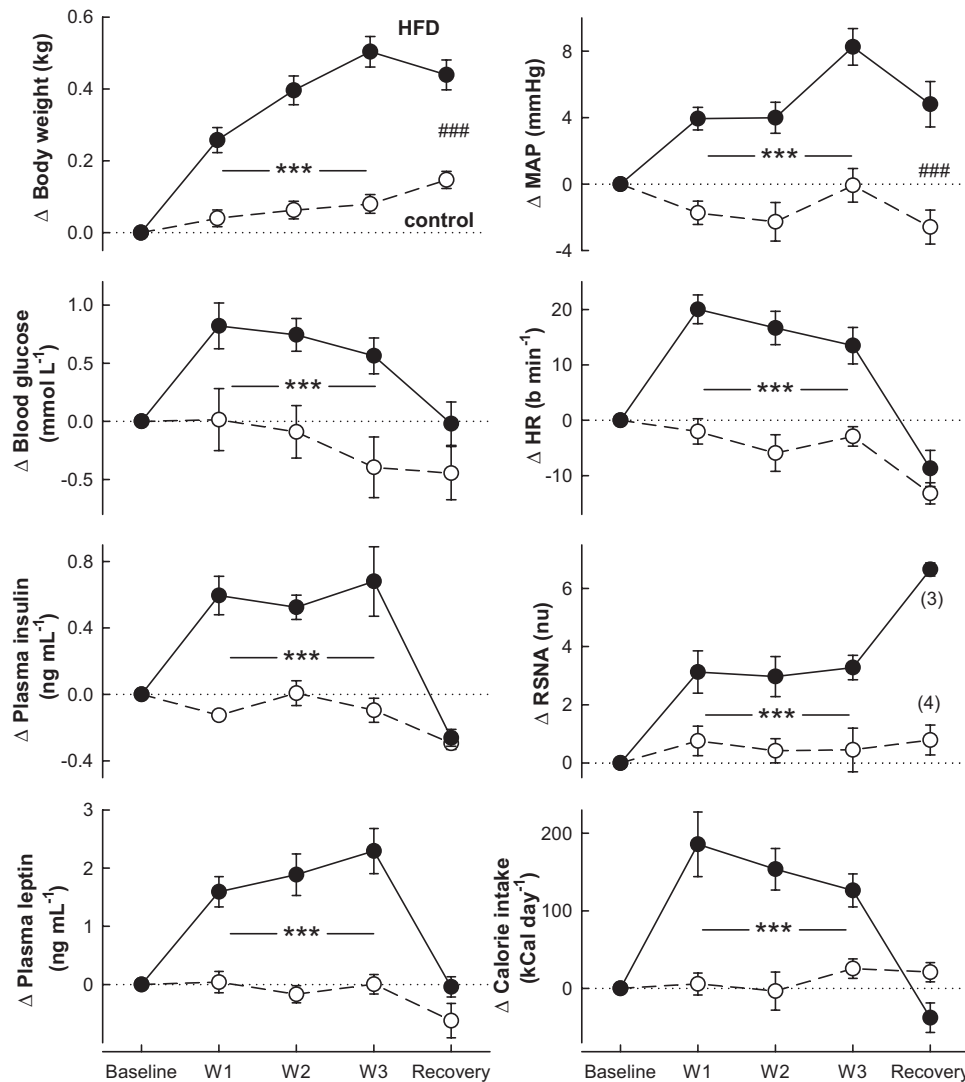 Δ Body weight (kg)
0.6
0.4
0.2
0.0
HFD
###
***
control
Δ MAP (mmHg)
8
4
0
-4
***
###
Δ Blood glucose
(mmol L-1)
1.0
0.5
0.0
-0.5
***
Δ HR (b min-1)
20
10
0
-10
***
Δ Plasma insulin
(ng mL-1)
0.8
0.4
0.0
-0.4
***
Δ RSNA (nu)
6
4
2
0
(3)
(4)
***
Δ Plasma leptin
(ng mL-1)
3
2
1
0
***
Baseline W1 W2 W3 Recovery
Δ Calorie intake
(kCal day-1)
200
100
0
***
Baseline W1 W2 W3 Recovery